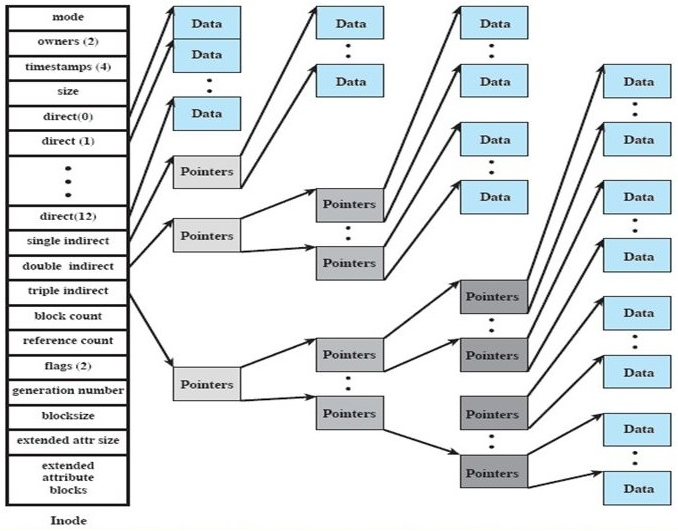 mode
owners (2)
timestamps (4)
size
direct(0)
direct (1)
direct(12)
single indirect
double indirect
triple indirect
block count
reference count
flags (2)
generation number
blocksize
extended attr size
extended
attribute
blocks
Inode
Data
Data
Data
Pointers
Pointers
Pointers
Data
Data
Pointers
Pointers
Pointers
Pointers
Data
Data
Data
Data
Pointers
Pointers
Pointers
Pointers
Data
Data
Data
Data
Data
Data
Data
Data